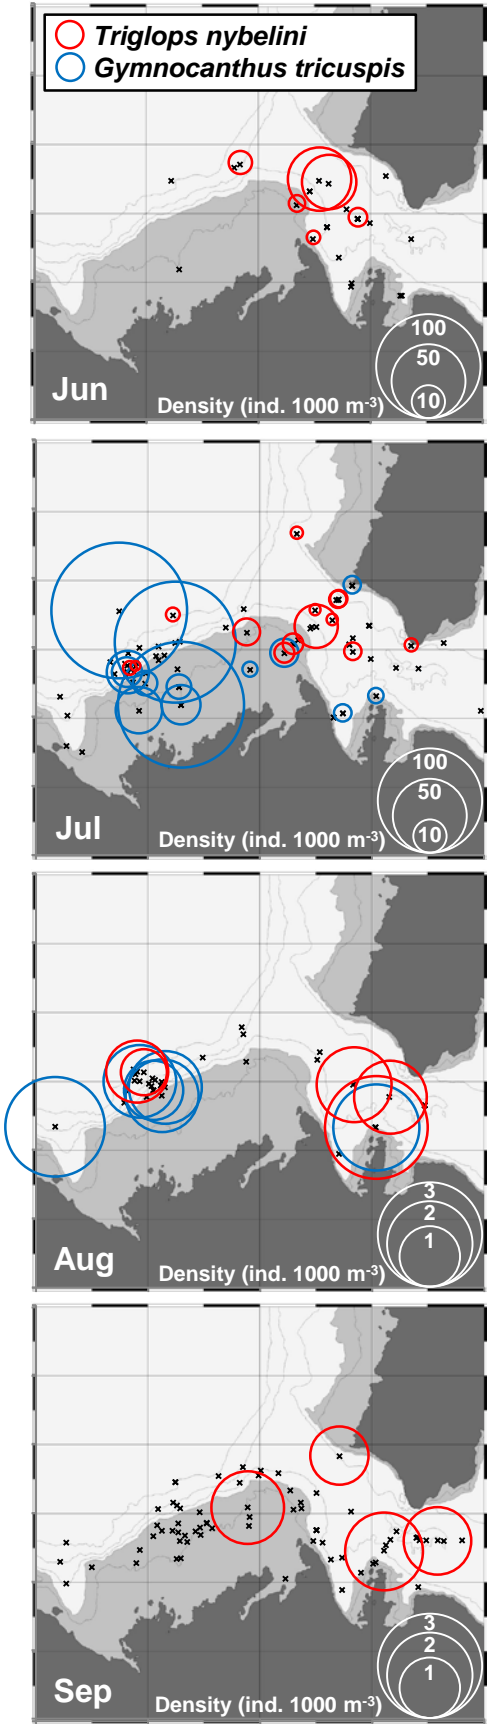 Triglops nybelini
Gymnocanthus tricuspis
100
50
10
Jun
Density (ind. 1000 m-3)
100
50
10
Jul
Density (ind. 1000 m-3)
3
2
1
Aug
Density (ind. 1000 m-3)
3
2
1
Sep
Density (ind. 1000 m-3)